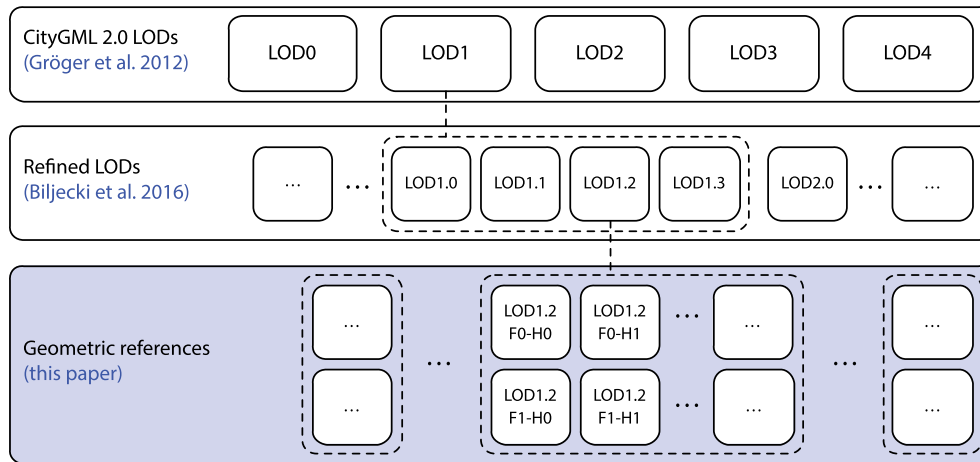 CityGML 2.0 LODs
(Gröger et al. 2012)
LOD0
LOD1
LOD2
LOD3
LOD4
Refined LODs
(Biljecki et al. 2016)
...
...
LOD1.0
LOD1.1
LOD1.2
LOD1.3
LOD2.0
...
...
Geometric references
(this paper)
...
...
...
LOD1.2
F0-H0
LOD1.2
F0-H1
...
...
LOD1.2
F1-H0
LOD1.2
F1-H1
...
...
...
...
...